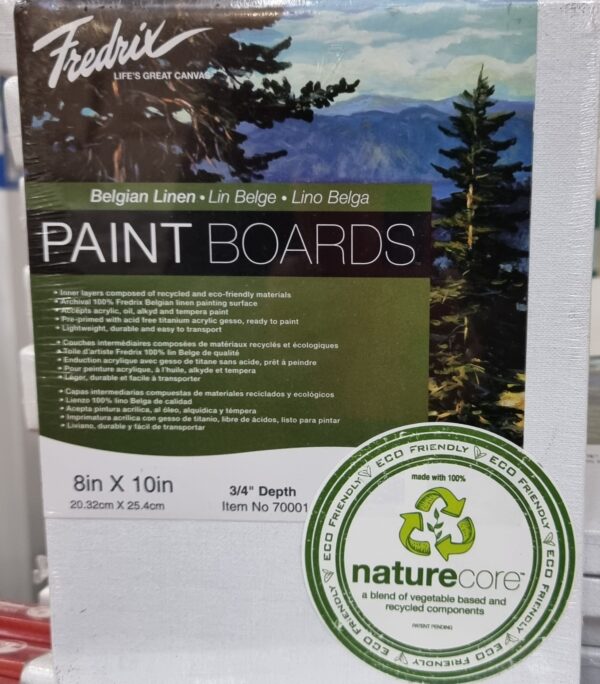 Fredrix
LIFE'S GREAT CANVAS
Belgian Linen • Lin Belge • Lino Belga
PAINT BOARDS™
• Inner layers composed of recycled and eco-friendly materials
• Archival 100% Fredrix Belgian linen painting surface
• Accepts acrylic, oil, alkyd and tempera paint
• Pre-primed with acid free titanium acrylic gesso, ready to paint
• Lightweight, durable and easy to transport
• Couches intermédiaires composées de matériaux recyclés et écologiques
• Toile d'artiste Fredrix 100% lin Belge de qualité
• Enduction acrylique avec gesso de titane sans acide, prêt à peindre
• Pour peinture acrylique, à l'huile, alkyde et tempera
• Léger, durable et facile à transporter
• Capas intermediarias compuestas de materiales reciclados y ecológicos
• Lienzo 100% lino Belga de calidad
• Acepta pintura acrílica, al óleo, alquídica y témpera
• Imprimatura acrílica con gesso de titanio, libre de ácidos, listo para pintar
• Liviano, durable y fácil de transportar
8in X 10in
20.32cm X 25.4cm
3/4" Depth
Item No 70001
ECO FRIENDLY ECO FRIENDLY ECO FRIENDLY ECO FRIENDLY ECO FRIENDLY ECO FRIENDLY
made with 100%
naturecore™
a blend of vegetable based and
recycled components
PATENT PENDING